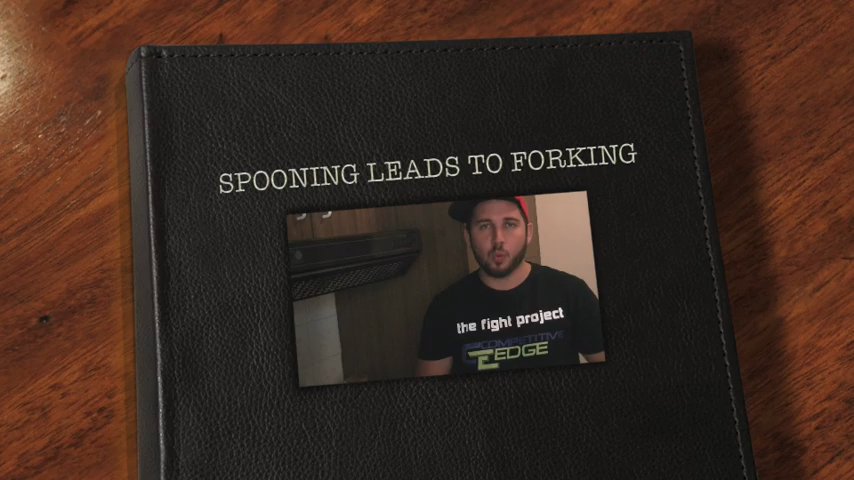 SPOONING LEADS TO FORKING
the fight project
COMPETITIVE
EDGE